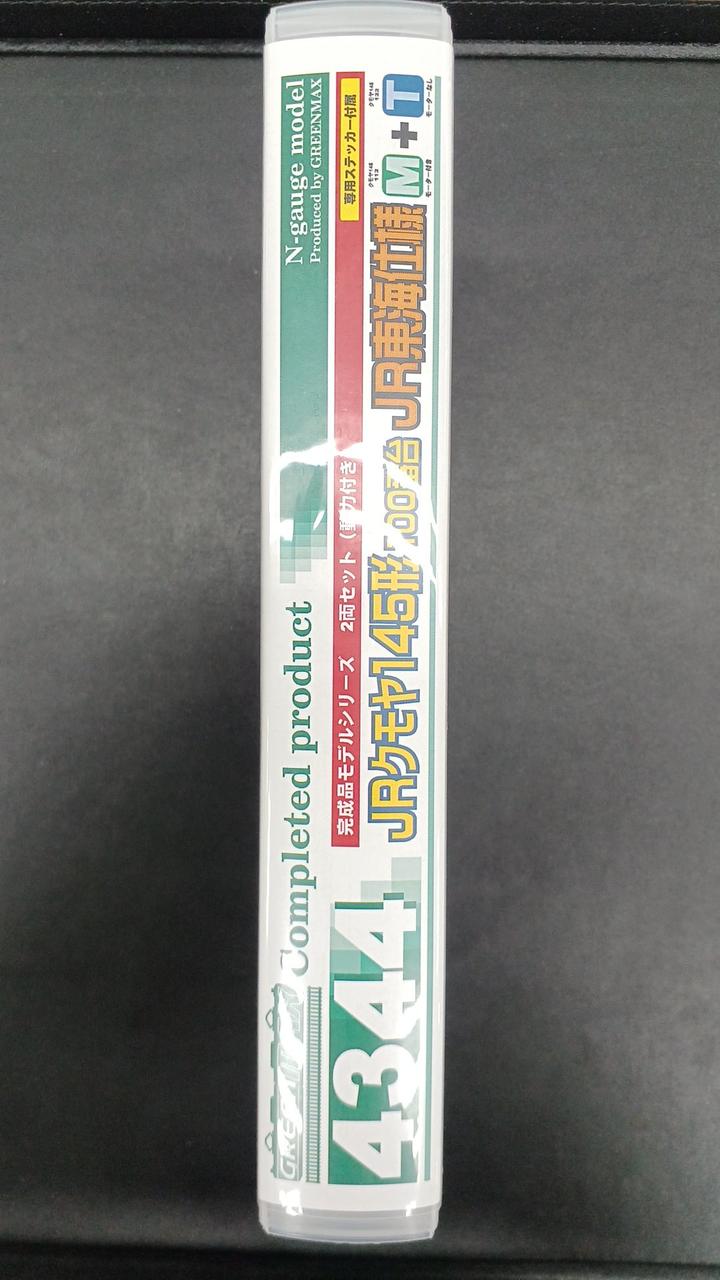 GREENMAX
Completed product
N-gauge model
Produced by GREENMAX
4344
完成品モデルシリーズ 2両セット (動力付き
専用ステッカー付属
JRクモヤ145形100番台 JR東海仕様
M+T
モーター付き
モーターなし